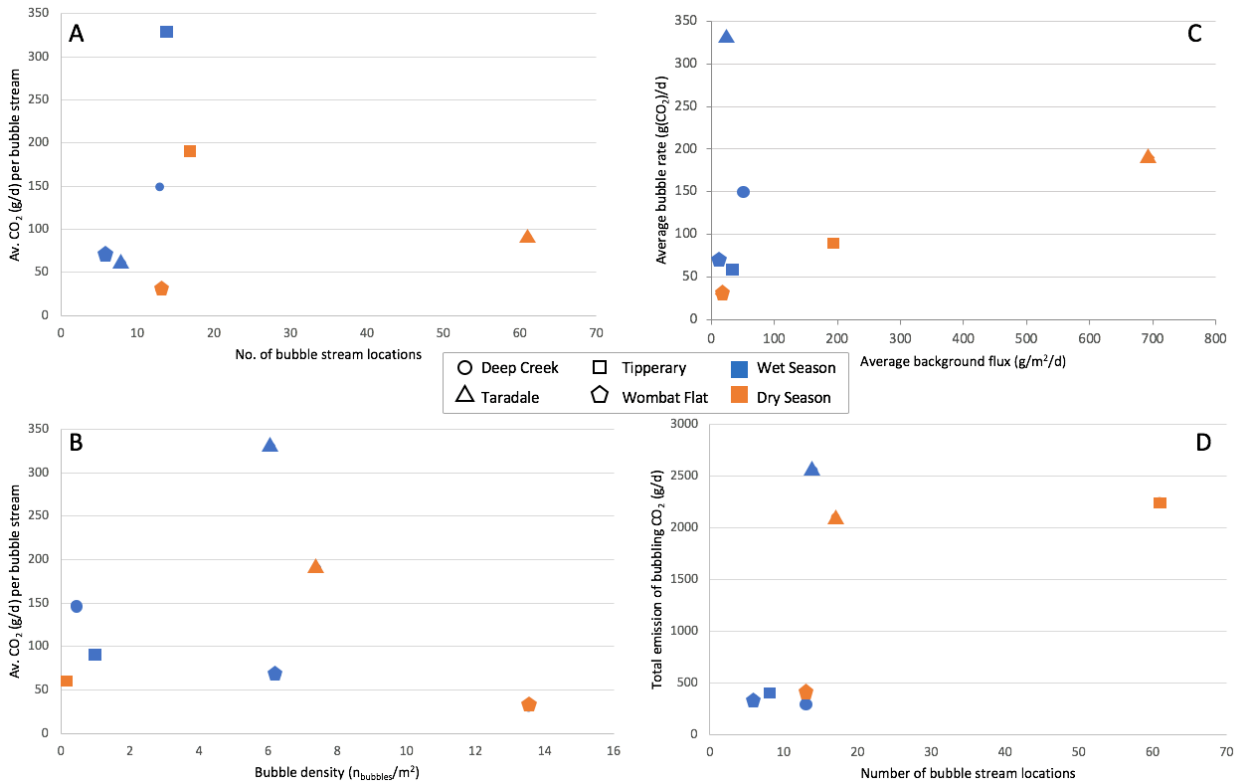 A
350
300
250
200
150
100
50
0
0 10 20 30 40 50 60 70
Av. CO₂ (g/d) per bubble stream
No. of bubble stream locations
C
350
300
250
200
150
100
50
0
0 100 200 300 400 500 600 700 800
Average bubble rate (g(CO₂)/d)
Average background flux (g/m²/d)
Deep Creek Tipperary Wet Season
Taradale Wombat Flat Dry Season
B
350
300
250
200
150
100
50
0
0 2 4 6 8 10 12 14 16
Av. CO₂ (g/d) per bubble stream
Bubble density (nbubbles/m²)
D
3000
2500
2000
1500
1000
500
0
0 10 20 30 40 50 60 70
Total emission of bubbling CO₂ (g/d)
Number of bubble stream locations